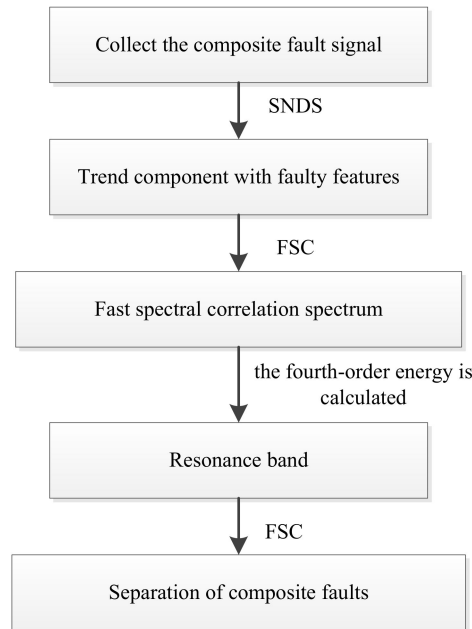 Collect the composite fault signal
SNDS
Trend component with faulty features
FSC
Fast spectral correlation spectrum
the fourth-order energy is
calculated
Resonance band
FSC
Separation of composite faults